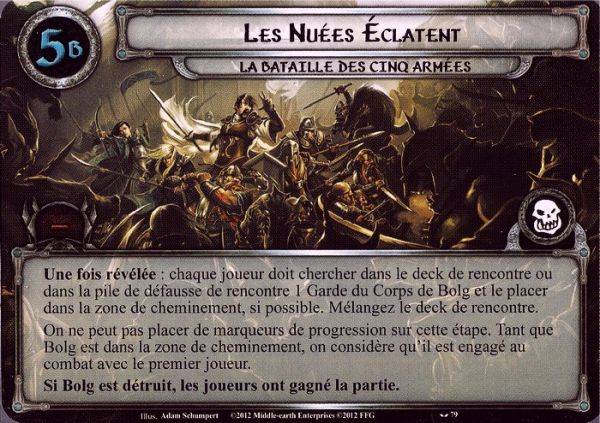 5B
LES NUÉES ÉCLATENT
LA BATAILLE DES CINQ ARMÉES
Une fois révélée : chaque joueur doit chercher dans le deck de rencontre ou
dans la pile de défausse de rencontre 1 Garde du Corps de Bolg et le placer
dans la zone de cheminement, si possible. Mélangez le deck de rencontre.
On ne peut pas placer de marqueurs de progression sur cette étape. Tant que
Bolg est dans la zone de cheminement, on considère qu'il est engagé au
combat avec le premier joueur.
Si Bolg est détruit, les joueurs ont gagné la partie.
Illus. Adam Schumpert ©2012 Middle-earth Enterprises ©2012 FFG 79